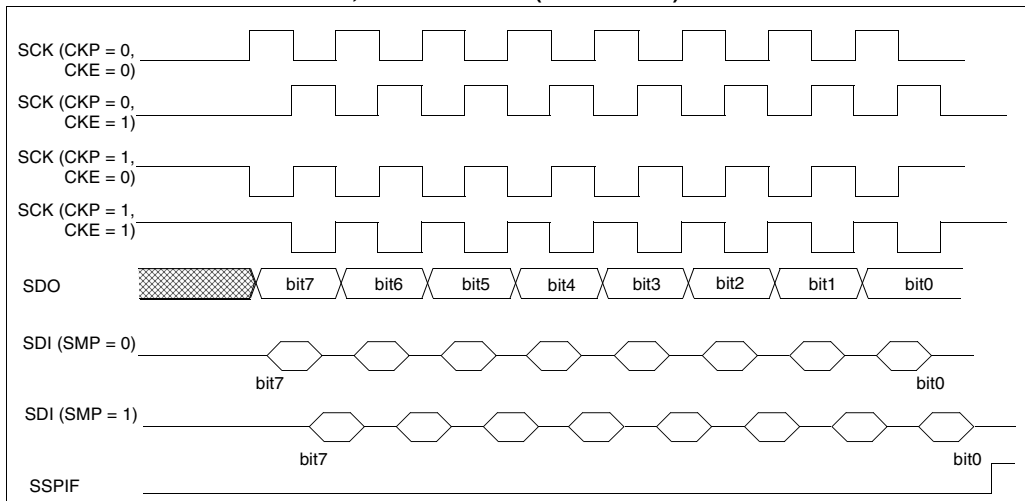 SCK (CKP = 0,
CKE = 0)
SCK (CKP = 0,
CKE = 1)
SCK (CKP = 1,
CKE = 0)
SCK (CKP = 1,
CKE = 1)
SDO bit7 bit6 bit5 bit4 bit3 bit2 bit1 bit0
SDI (SMP = 0)
bit7 bit0
SDI (SMP = 1)
bit7 bit0
SSPIF